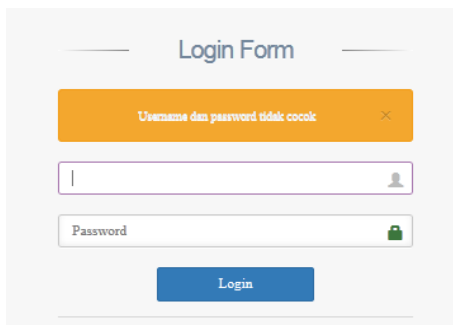 Login Form
Username dan password tidak cocok ×
Password
Login